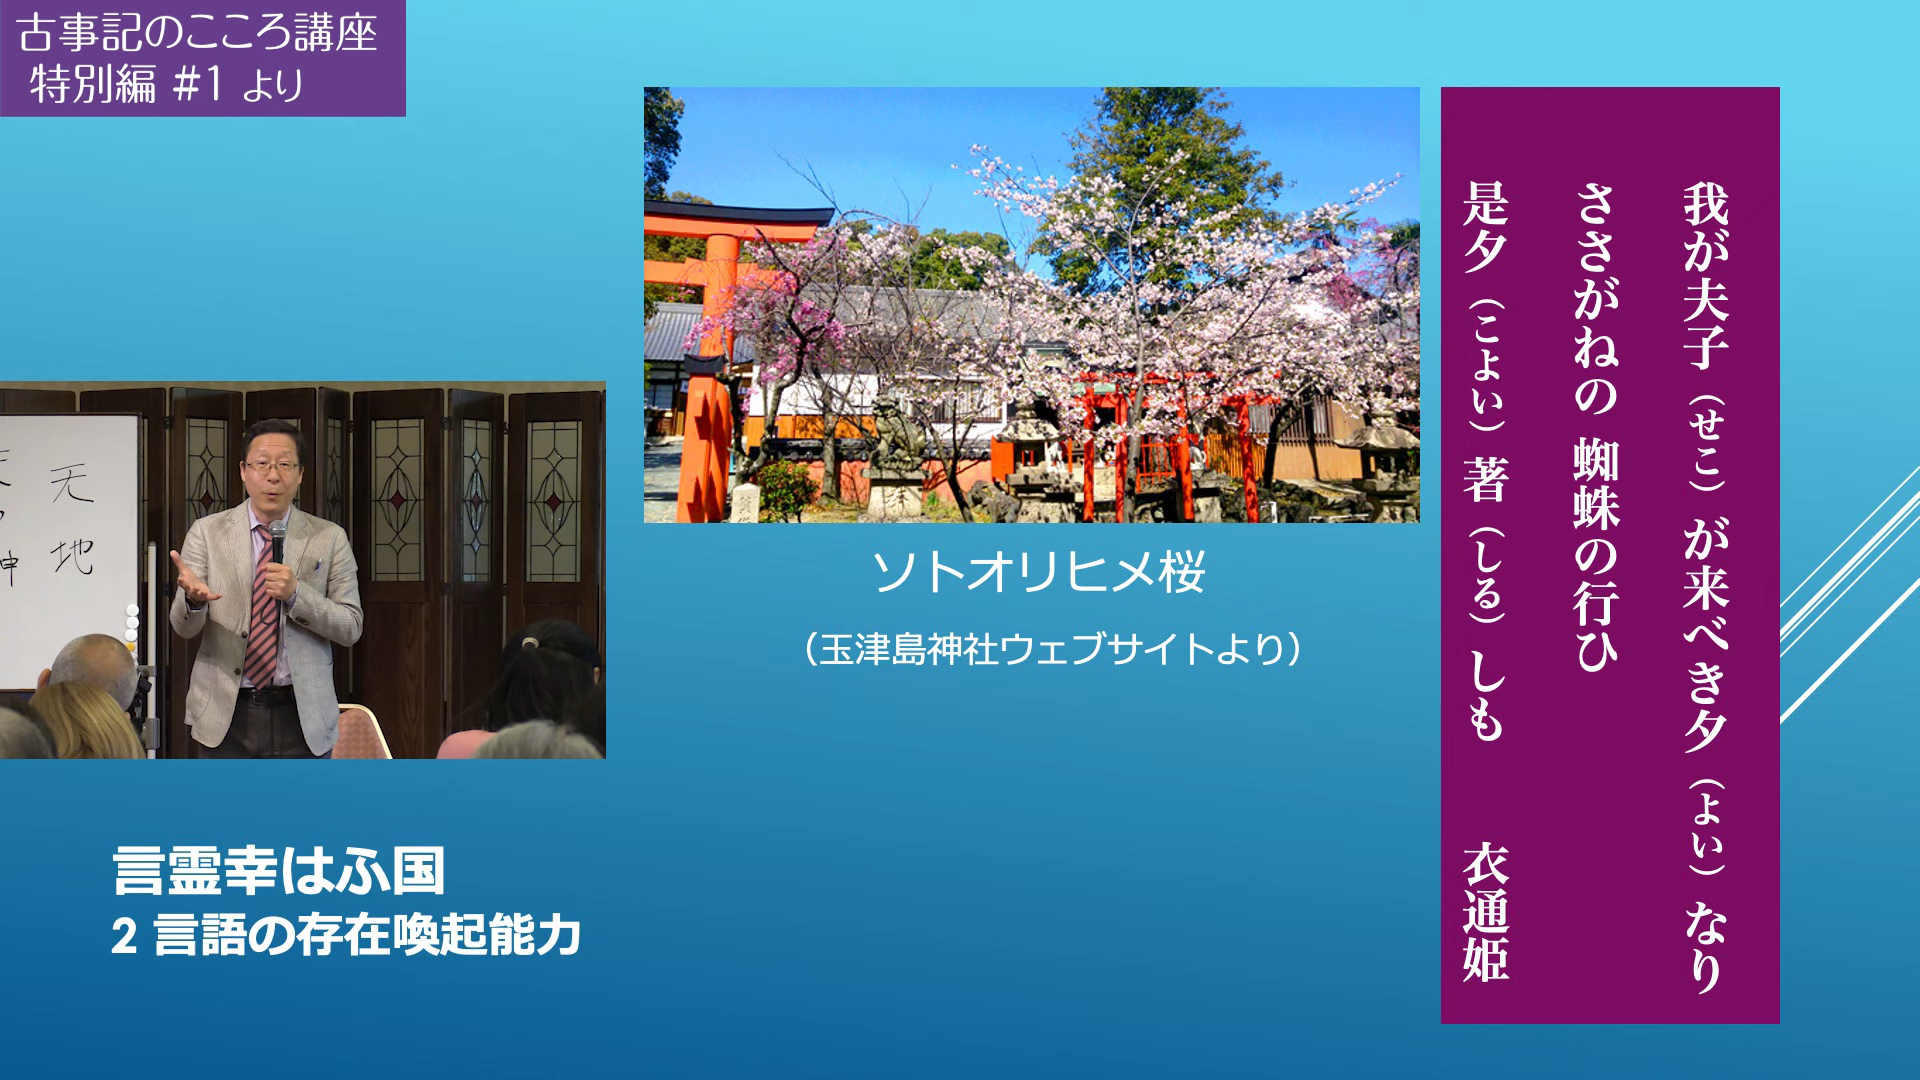 古事記のこころ講座
特別編 #1 より
我が夫子（せこ）が来べき夕（よい）なり
ささがねの 蜘蛛の行ひ
是夕（こよい）著（しる）しも 衣通姫
ソトオリヒメ桜
（玉津島神社ウェブサイトより）
天地
神
言霊幸はふ国
2 言語の存在喚起能力